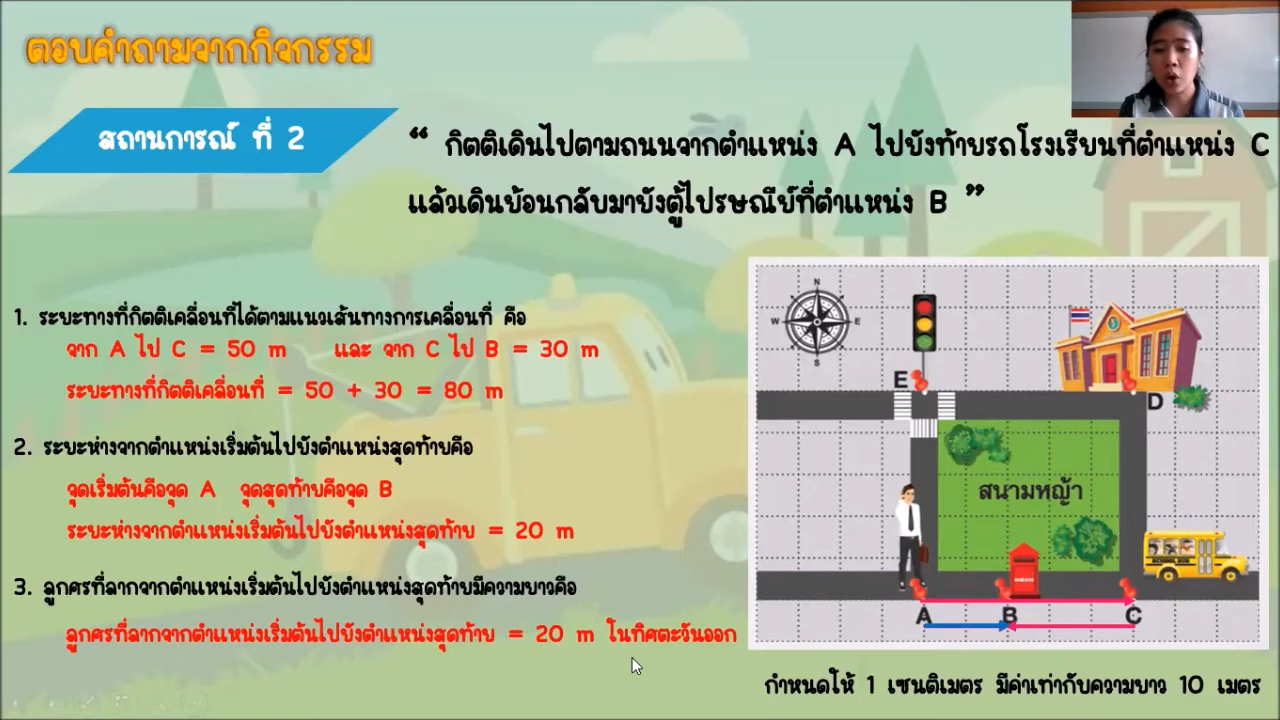 ตอบคำถามจากกิจกรรม
สถานการณ์ ที่ 2
“ กิตติเดินไปตามถนนจากตำแหน่ง A ไปยังท้ายรถโรงเรียนที่ตำแหน่ง C
แล้วเดินย้อนกลับมายังตู้ไปรษณีย์ที่ตำแหน่ง B ”
1. ระยะทางที่กิตติเคลื่อนที่ได้ตามแนวเส้นทางการเคลื่อนที่ คือ
จาก A ไป C = 50 m และ จาก C ไป B = 30 m
ระยะทางที่กิตติเคลื่อนที่ = 50 + 30 = 80 m
2. ระยะห่างจากตำแหน่งเริ่มต้นไปยังตำแหน่งสุดท้ายคือ
จุดเริ่มต้นคือจุด A จุดสุดท้ายคือจุด B
ระยะห่างจากตำแหน่งเริ่มต้นไปยังตำแหน่งสุดท้าย = 20 m
3. ลูกศรที่ลากจากตำแหน่งเริ่มต้นไปยังตำแหน่งสุดท้ายมีความยาวคือ
ลูกศรที่ลากจากตำแหน่งเริ่มต้นไปยังตำแหน่งสุดท้าย = 20 m ในทิศตะวันออก
N
W E
S
E
D
สนามหญ้า
SCHOOL BUS
A B C
กำหนดให้ 1 เซนติเมตร มีค่าเท่ากับความยาว 10 เมตร